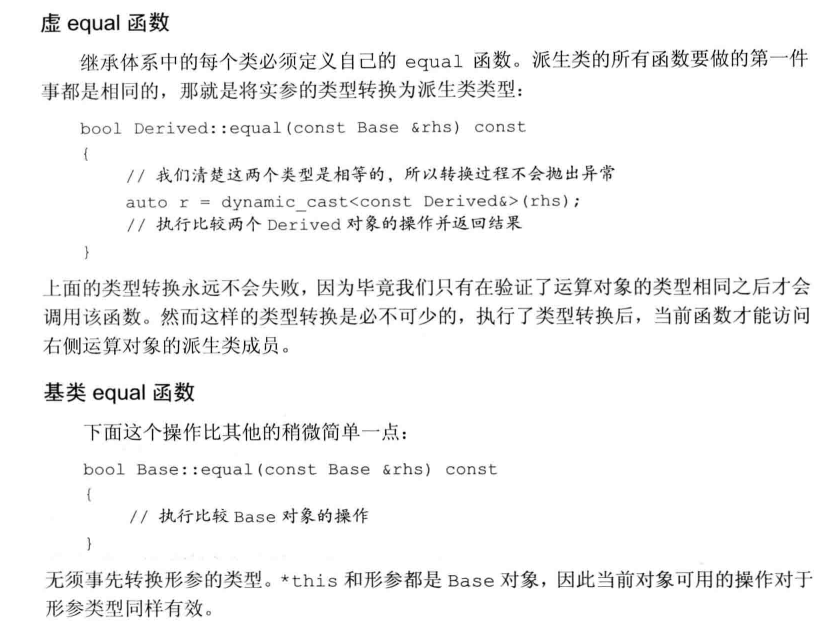 虚 equal 函数
继承体系中的每个类必须定义自己的 equal 函数。派生类的所有函数要做的第一件
事都是相同的，那就是将实参的类型转换为派生类类型：
bool Derived::equal(const Base &rhs) const
{
// 我们清楚这两个类型是相等的，所以转换过程不会抛出异常
auto r = dynamic_cast<const Derived&>(rhs);
// 执行比较两个 Derived 对象的操作并返回结果
}
上面的类型转换永远不会失败，因为毕竟我们只有在验证了运算对象的类型相同之后才会
调用该函数。然而这样的类型转换是必不可少的，执行了类型转换后，当前函数才能访问
右侧运算对象的派生类成员。
基类 equal 函数
下面这个操作比其他的稍微简单一点：
bool Base::equal(const Base &rhs) const
{
// 执行比较 Base 对象的操作
}
无须事先转换形参的类型。*this 和形参都是 Base 对象，因此当前对象可用的操作对于
形参类型同样有效。